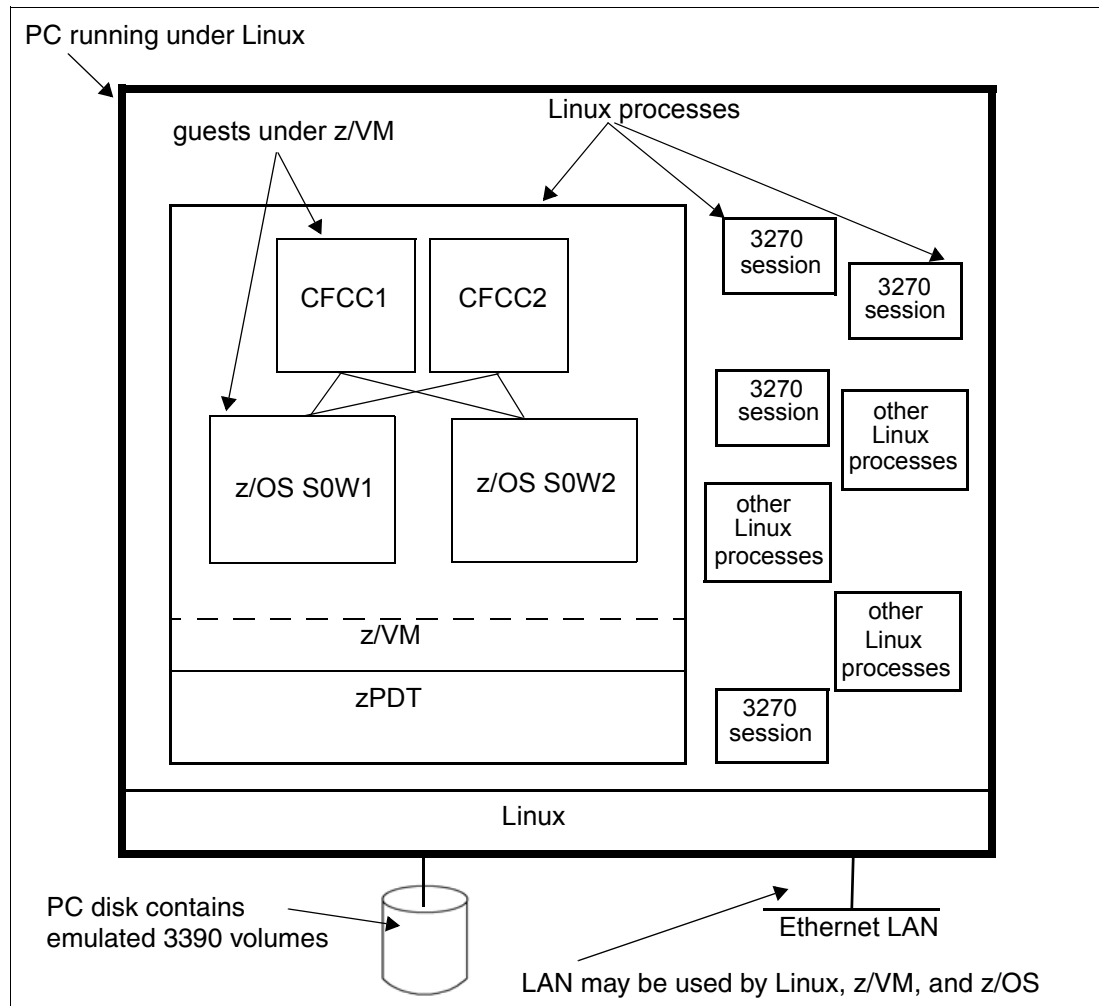 PC running under Linux
Linux processes
guests under z/VM
3270
session
3270
session
CFCC1
CFCC2
3270
session
other
Linux
processes
z/OS S0W1
z/OS S0W2
other
Linux
processes
other
Linux
processes
z/VM
zPDT
3270
session
Linux
PC disk contains
emulated 3390 volumes
Ethernet LAN
LAN may be used by Linux, z/VM, and z/OS